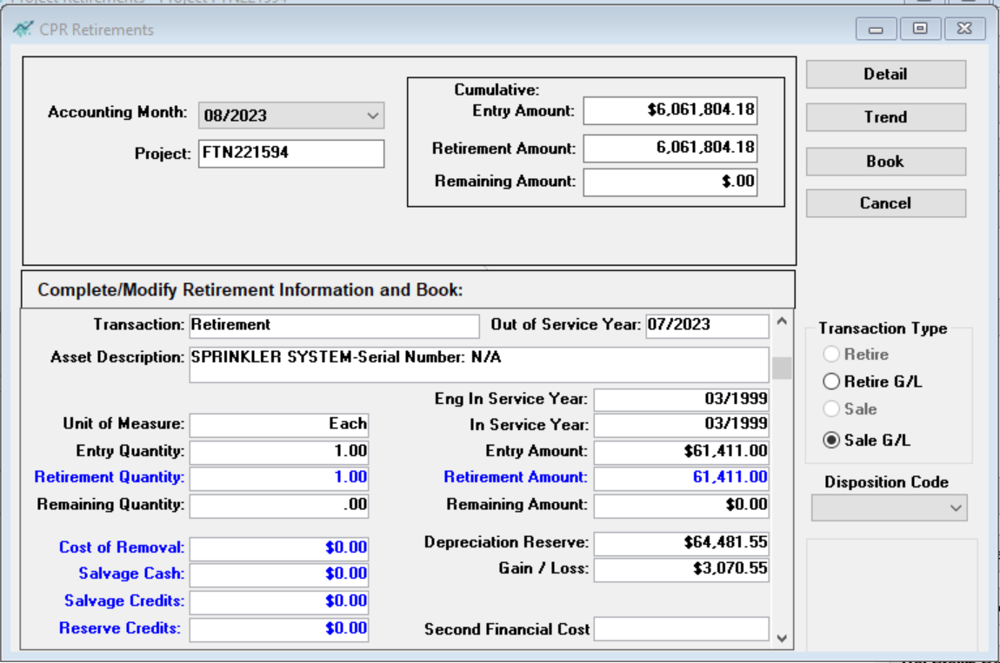 Project Retirements - Project FTN221594
CPR Retirements
Accounting Month: 08/2023
Project: FTN221594
Cumulative:
Entry Amount: $6,061,804.18
Retirement Amount: 6,061,804.18
Remaining Amount: $.00
Detail
Trend
Book
Cancel
Complete/Modify Retirement Information and Book:
Transaction: Retirement Out of Service Year: 07/2023
Asset Description: SPRINKLER SYSTEM-Serial Number: N/A
Eng In Service Year: 03/1999
Unit of Measure: Each In Service Year: 03/1999
Entry Quantity: 1.00 Entry Amount: $61,411.00
Retirement Quantity: 1.00 Retirement Amount: 61,411.00
Remaining Quantity: .00 Remaining Amount: $0.00
Cost of Removal: $0.00 Depreciation Reserve: $64,481.55
Salvage Cash: $0.00 Gain / Loss: $3,070.55
Salvage Credits: $0.00
Reserve Credits: $0.00 Second Financial Cost
Transaction Type
Retire
Retire G/L
Sale
Sale G/L
Disposition Code